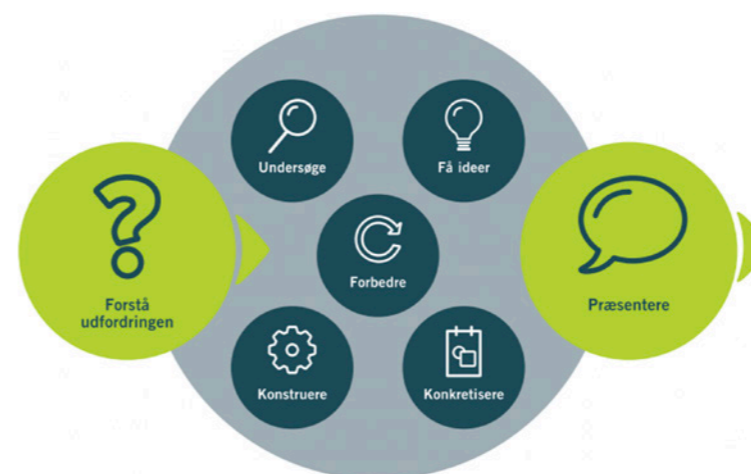 Undersøge
Få ideer
Forstå
udfordringen
Forbedre
Præsentere
Konstruere
Konkretisere